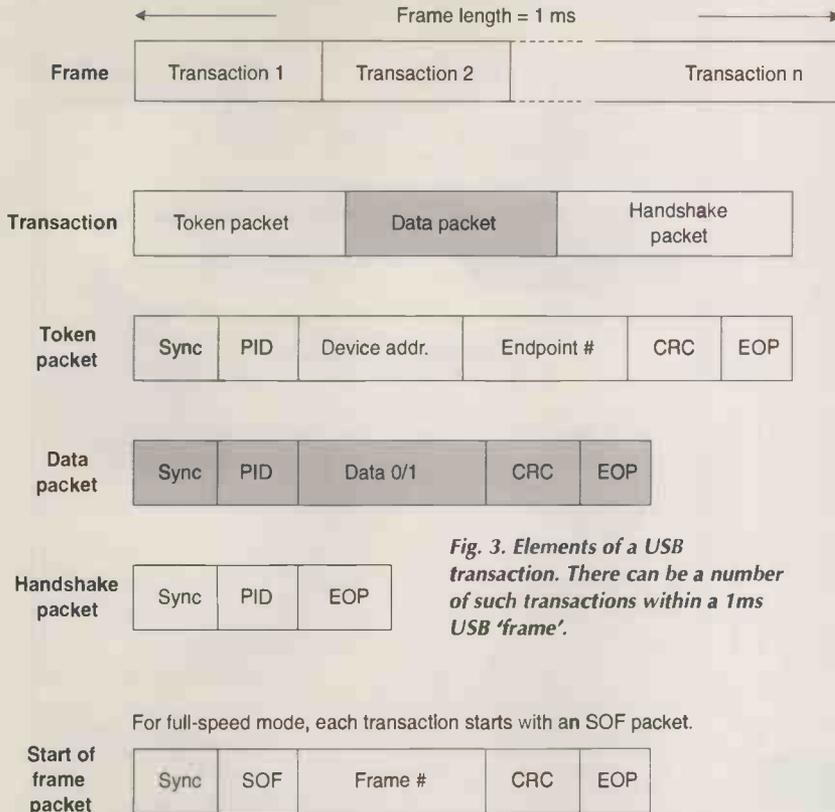 Frame length = 1 ms
Frame
Transaction 1
Transaction 2
Transaction n
Transaction
Token packet
Data packet
Handshake
packet
Token
packet
Sync
PID
Device addr.
Endpoint #
CRC
EOP
Data
packet
Sync
PID
Data 0/1
CRC
EOP
Fig. 3. Elements of a USB
transaction. There can be a number
of such transactions within a 1ms
USB 'frame'.
Handshake
packet
Sync
PID
EOP
For full-speed mode, each transaction starts with an SOF packet.
Start of
frame
packet
Sync
SOF
Frame #
CRC
EOP